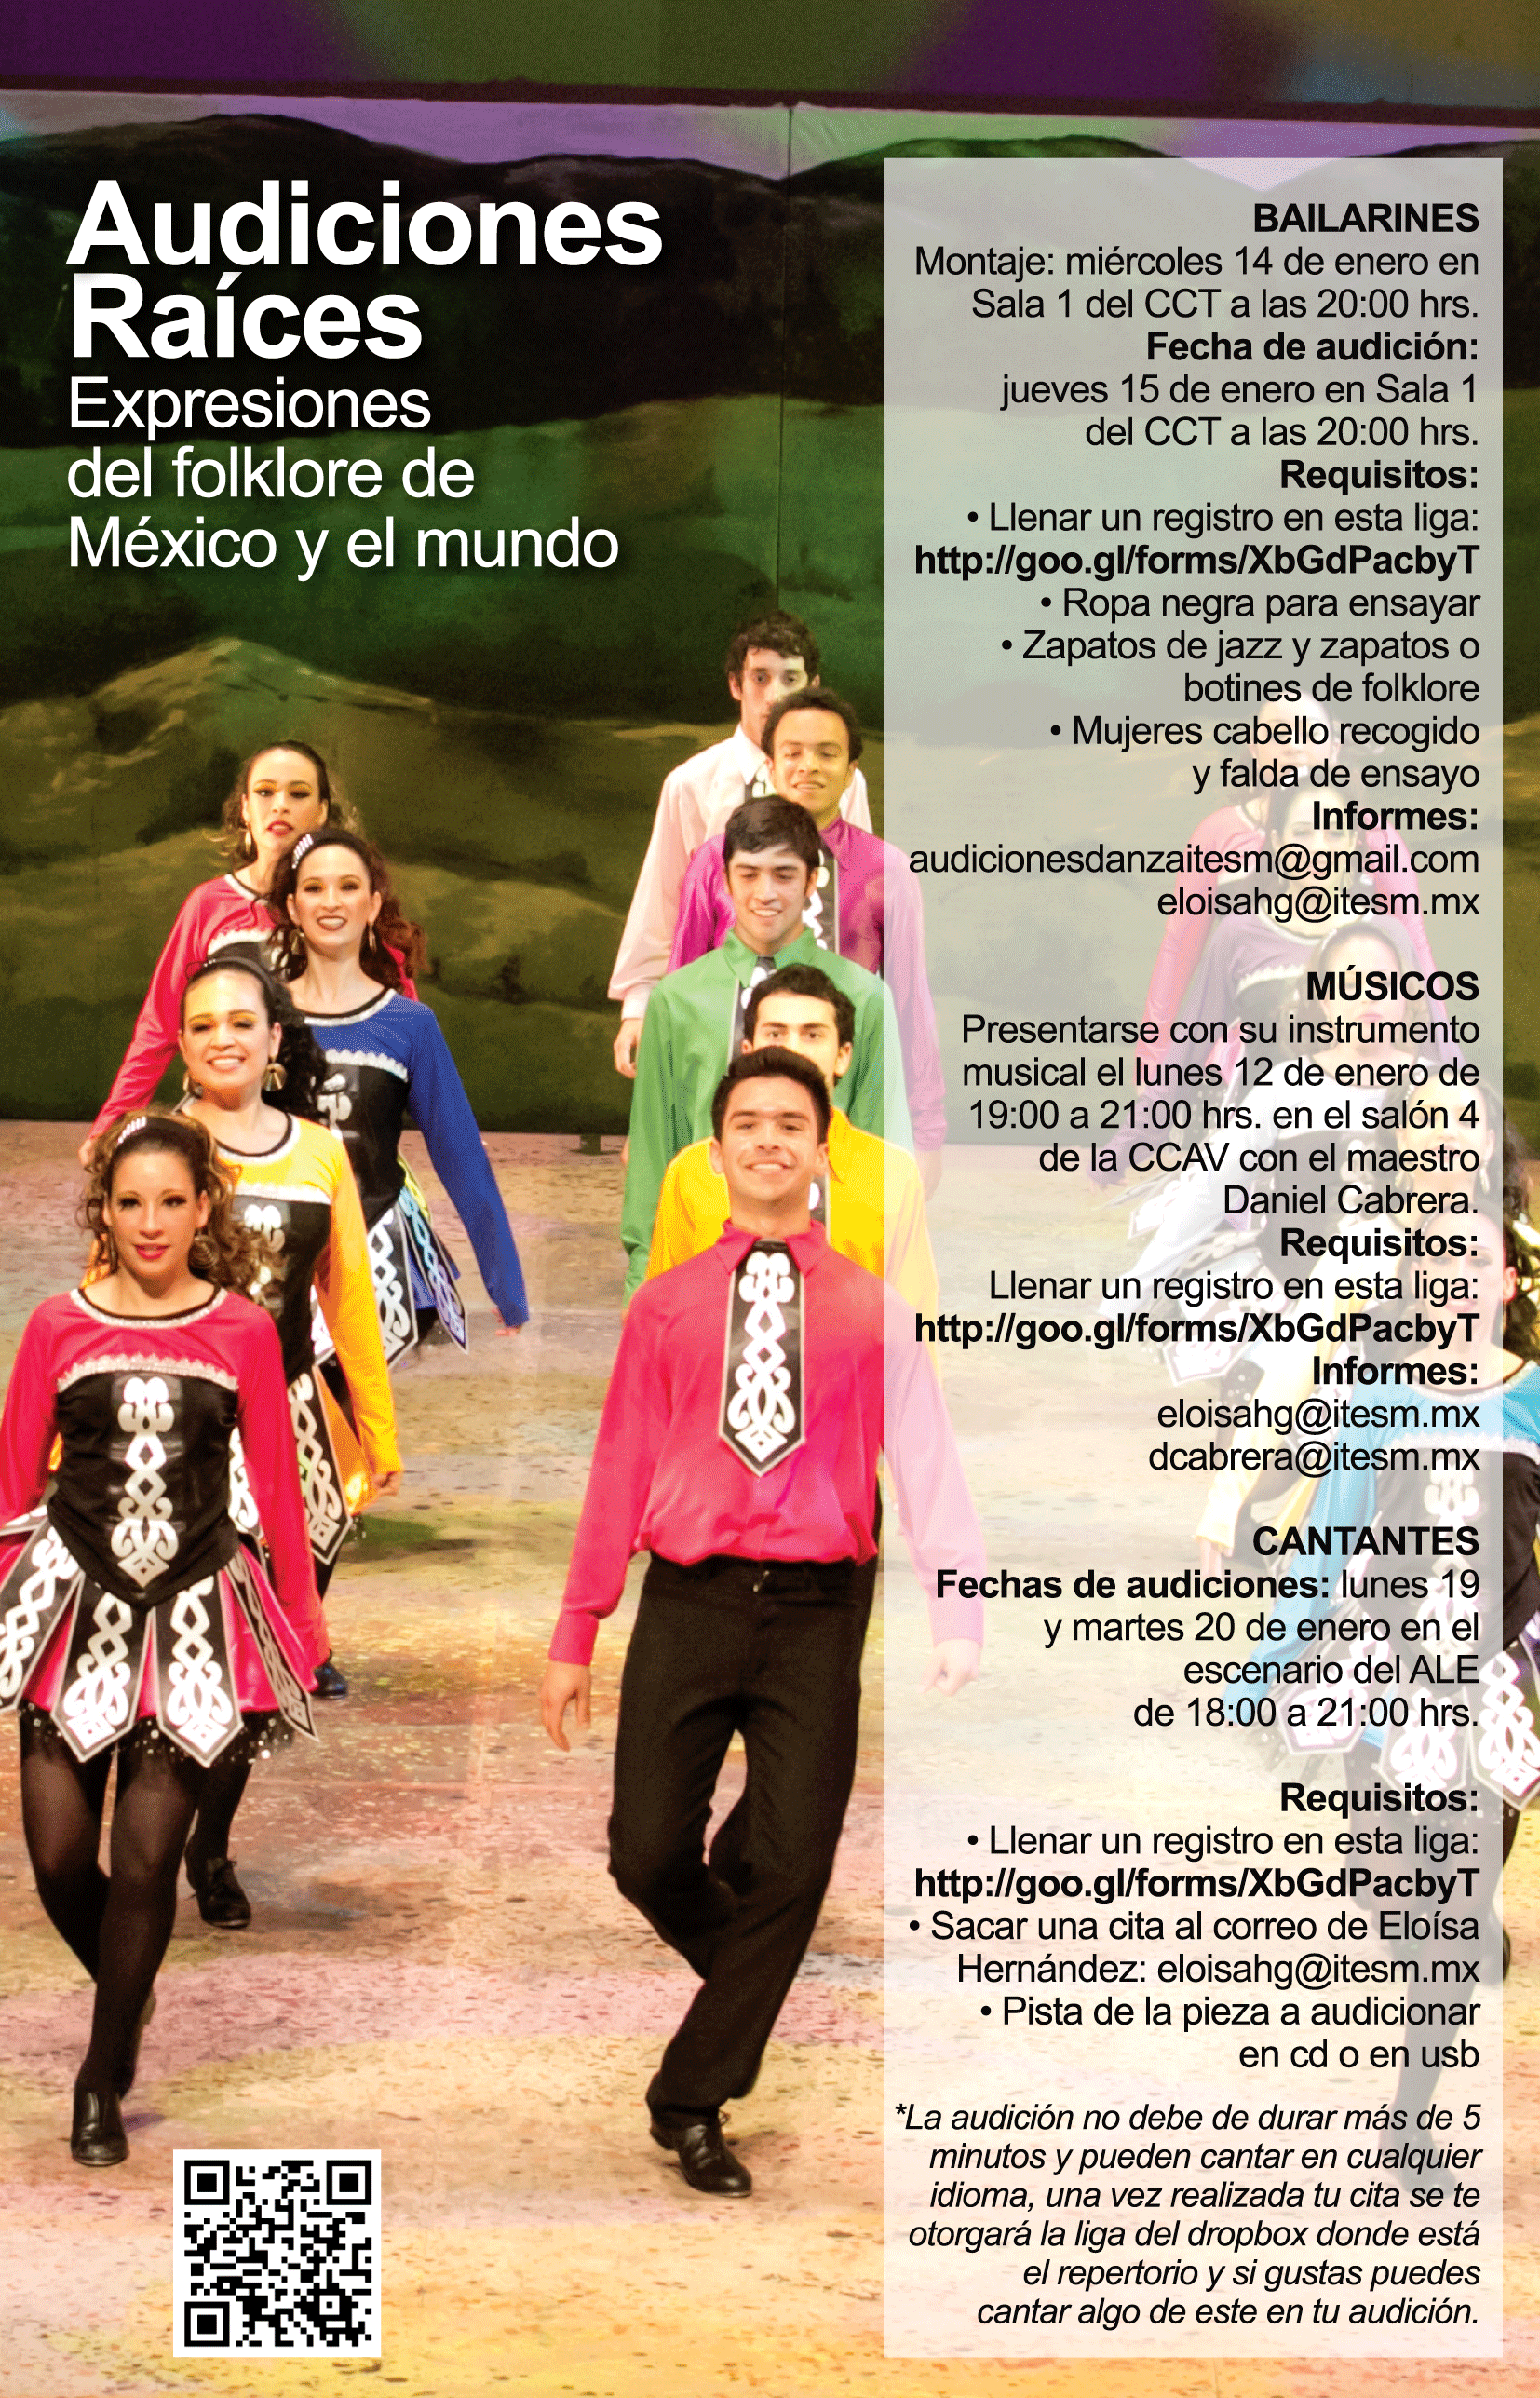 Audiciones
Raíces
Expresiones
del folklore de
México y el mundo
BAILARINES
Montaje: miércoles 14 de enero en
Sala 1 del CCT a las 20:00 hrs.
Fecha de audición:
jueves 15 de enero en Sala 1
del CCT a las 20:00 hrs.
Requisitos:
• Llenar un registro en esta liga:
http://goo.gl/forms/XbGdPacbyT
• Ropa negra para ensayar
• Zapatos de jazz y zapatos o
botines de folklore
• Mujeres cabello recogido
y falda de ensayo
Informes:
audicionesdanzaitesm@gmail.com
eloisahg@itesm.mx
MÚSICOS
Presentarse con su instrumento
musical el lunes 12 de enero de
19:00 a 21:00 hrs. en el salón 4
de la CCAV con el maestro
Daniel Cabrera.
Requisitos:
Llenar un registro en esta liga:
http://goo.gl/forms/XbGdPacbyT
Informes:
eloisahg@itesm.mx
dcabrera@itesm.mx
CANTANTES
Fechas de audiciones: lunes 19
y martes 20 de enero en el
escenario del ALE
de 18:00 a 21:00 hrs.
Requisitos:
• Llenar un registro en esta liga:
http://goo.gl/forms/XbGdPacbyT
• Sacar una cita al correo de Eloísa
Hernández: eloisahg@itesm.mx
• Pista de la pieza a audicionar
en cd o en usb
*La audición no debe de durar más de 5
minutos y pueden cantar en cualquier
idioma, una vez realizada tu cita se te
otorgará la liga del dropbox donde está
el repertorio y si gustas puedes
cantar algo de este en tu audición.